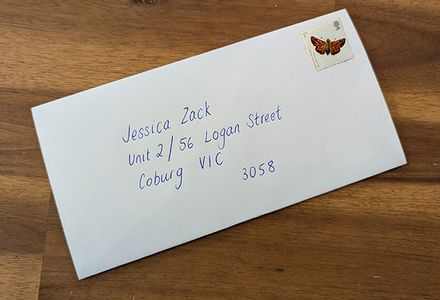 Jessica Zack
Unit 2/56 Logan Street
Coburg VIC
3058